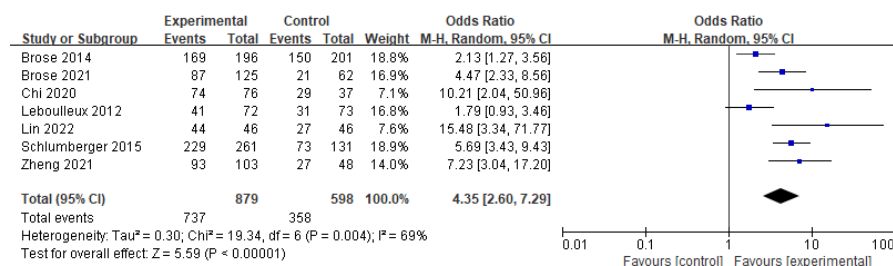 Experimental Control Odds Ratio Odds Ratio
Study or Subgroup Events Total Events Total Weight M-H, Random, 95% CI M-H, Random, 95% CI
Brose 2014 169 196 150 201 18.8% 2.13 [1.27, 3.56]
Brose 2021 87 125 21 62 16.9% 4.47 [2.33, 8.56]
Chi 2020 74 76 29 37 7.1% 10.21 [2.04, 50.96]
Leboulleux 2012 41 72 31 73 16.7% 1.79 [0.93, 3.46]
Lin 2022 44 46 27 46 7.6% 15.48 [3.34, 71.77]
Schlumberger 2015 229 261 73 131 18.9% 5.69 [3.43, 9.43]
Zheng 2021 93 103 27 48 14.0% 7.23 [3.04, 17.20]
Total (95% CI) 879 598 100.0% 4.35 [2.60, 7.29]
Total events 737 358
Heterogeneity: Tau² = 0.30; Chi² = 19.34, df = 6 (P = 0.004); I² = 69%
Test for overall effect: Z = 5.59 (P < 0.00001)
0.01 0.1 1 10 100
Favours [control] Favours [experimental]